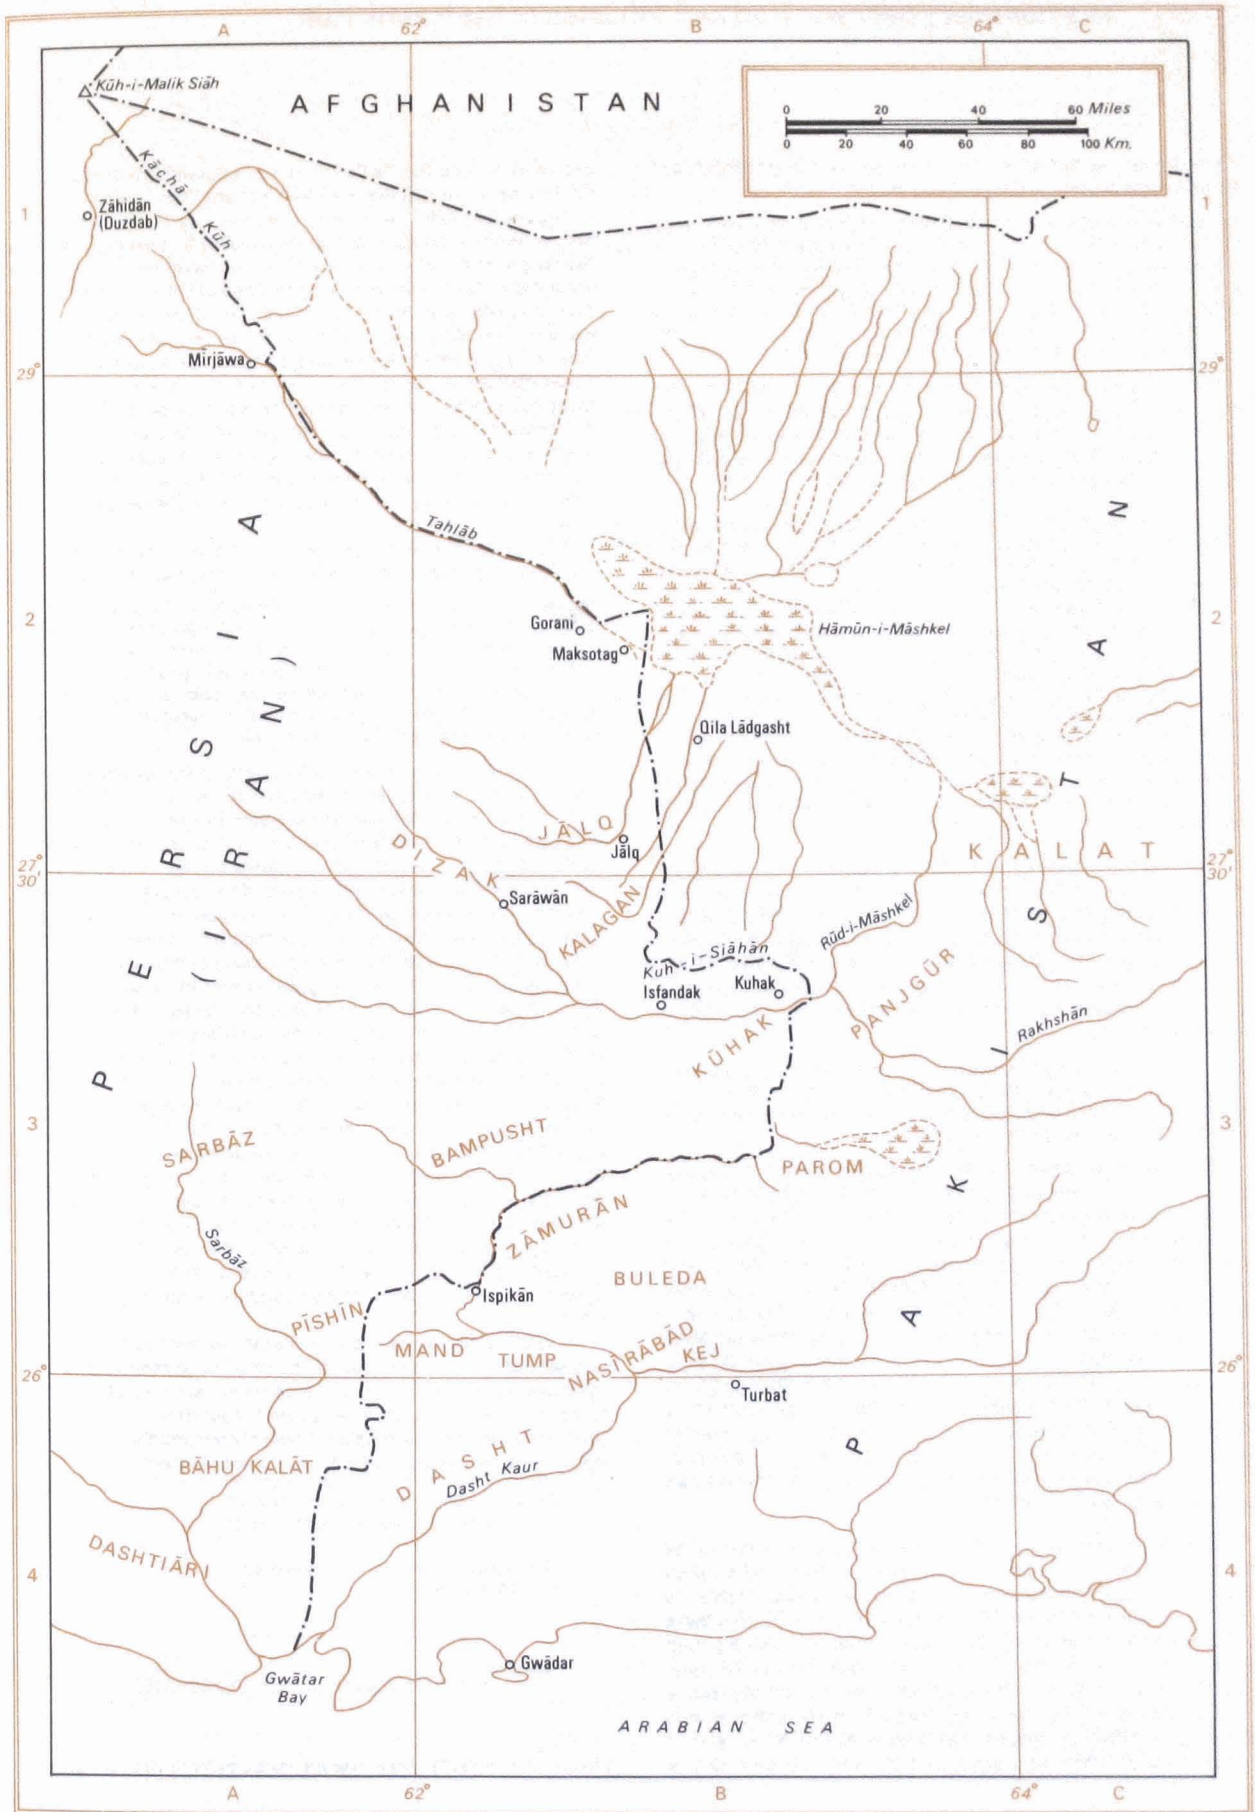 A 62° B 64° C
Kūh-i-Malik Siāh
AFGHANISTAN
0 20 40 60 Miles
0 20 40 60 80 100 Km.
Kāchā Kūh
1
Zāhidān
(Duzdab)
1
Mīrjāwa
29°
29°
Tahlāb
2
Gorani
Maksotag
Hāmūn-i-Māshkel
2
Qila Lādgasht
PERSIA
(IRAN)
PAKISTAN
JĀLQ
Jālq
DIZAK
KALAT
27°
30'
27°
30'
Sarāwān
KALAGĀN
Rūd-i-Māshkel
Kūh-i-Siāhān
Isfandak
Kuhak
KŪHAK
PANJGŪR
Rakhshān
3
SARBĀZ
BAMPUSHT
PAROM
3
ZĀMURĀN
Sarbāz
BULEDA
Ispikān
PĪSHĪN
MAND
TUMP
NASĪRĀBĀD
KEJ
26°
26°
Turbat
BĀHU KALĀT
DASHT
Dasht Kaur
DASHTIĀRI
4
4
Gwātar
Bay
Gwādar
ARABIAN SEA
A 62° B 64° C